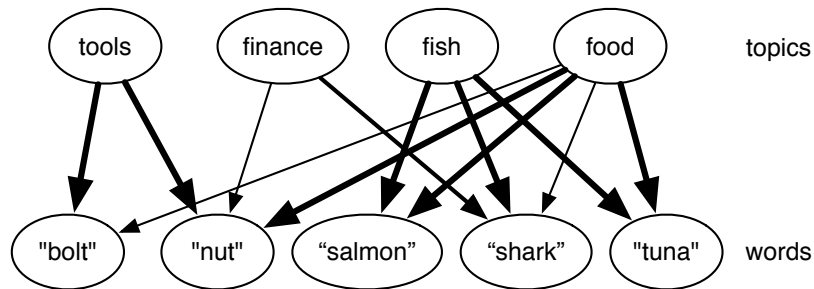 tools finance fish food topics
"bolt" "nut" “salmon” “shark” "tuna" words